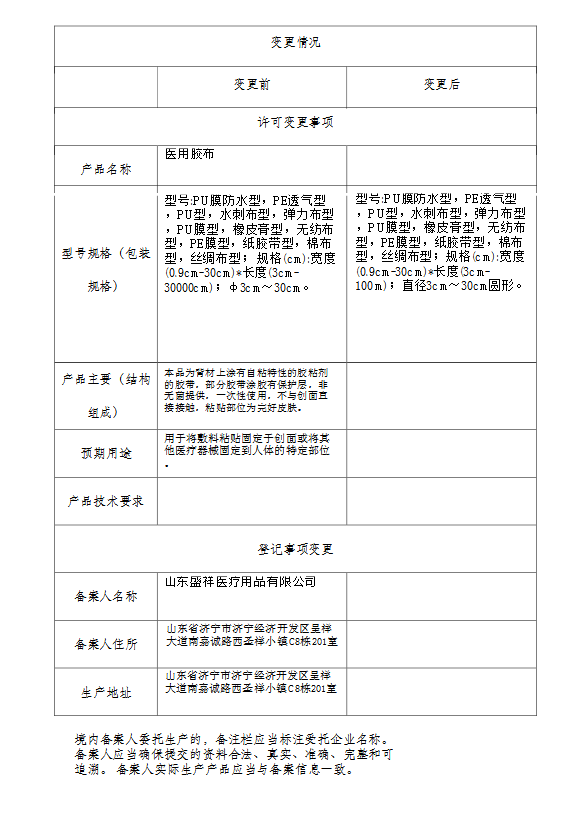 变更情况
变更前
变更后
许可变更事项
产品名称
医用胶布
型号规格（包装
规格）
型号:PU膜防水型，PE透气型
，PU型，水刺布型，弹力布型
，PU膜型，橡皮膏型，无纺布
型，PE膜型，纸胶带型，棉布
型，丝绸布型； 规格(cm):宽度
(0.9cm-30cm)*长度(3cm-
30000cm)； φ3cm～30cm。
型号:PU膜防水型，PE透气型
，PU型，水刺布型，弹力布型
，PU膜型，橡皮膏型，无纺布
型，PE膜型，纸胶带型，棉布
型，丝绸布型； 规格(cm):宽度
(0.9cm-30cm)*长度(3cm-
100m)； 直径3cm～30cm圆形。
产品主要（结构
组成）
本品为背材上涂有自粘特性的胶粘剂
的胶带，部分胶带涂胶有保护层，非
无菌提供，一次性使用，不与创面直
接接触，粘贴部位为完好皮肤。
预期用途
用于将敷料粘贴固定于创面或将其
他医疗器械固定到人体的特定部位
。
产品技术要求
登记事项变更
备案人名称
山东盛祥医疗用品有限公司
备案人住所
山东省济宁市济宁经济开发区呈祥
大道南嘉诚路西圣祥小镇C8栋201室
生产地址
山东省济宁市济宁经济开发区呈祥
大道南嘉诚路西圣祥小镇C8栋201室
境内备案人委托生产的，备注栏应当标注受托企业名称。
备案人应当确保提交的资料合法、真实、准确、完整和可
追溯。 备案人实际生产产品应当与备案信息一致。